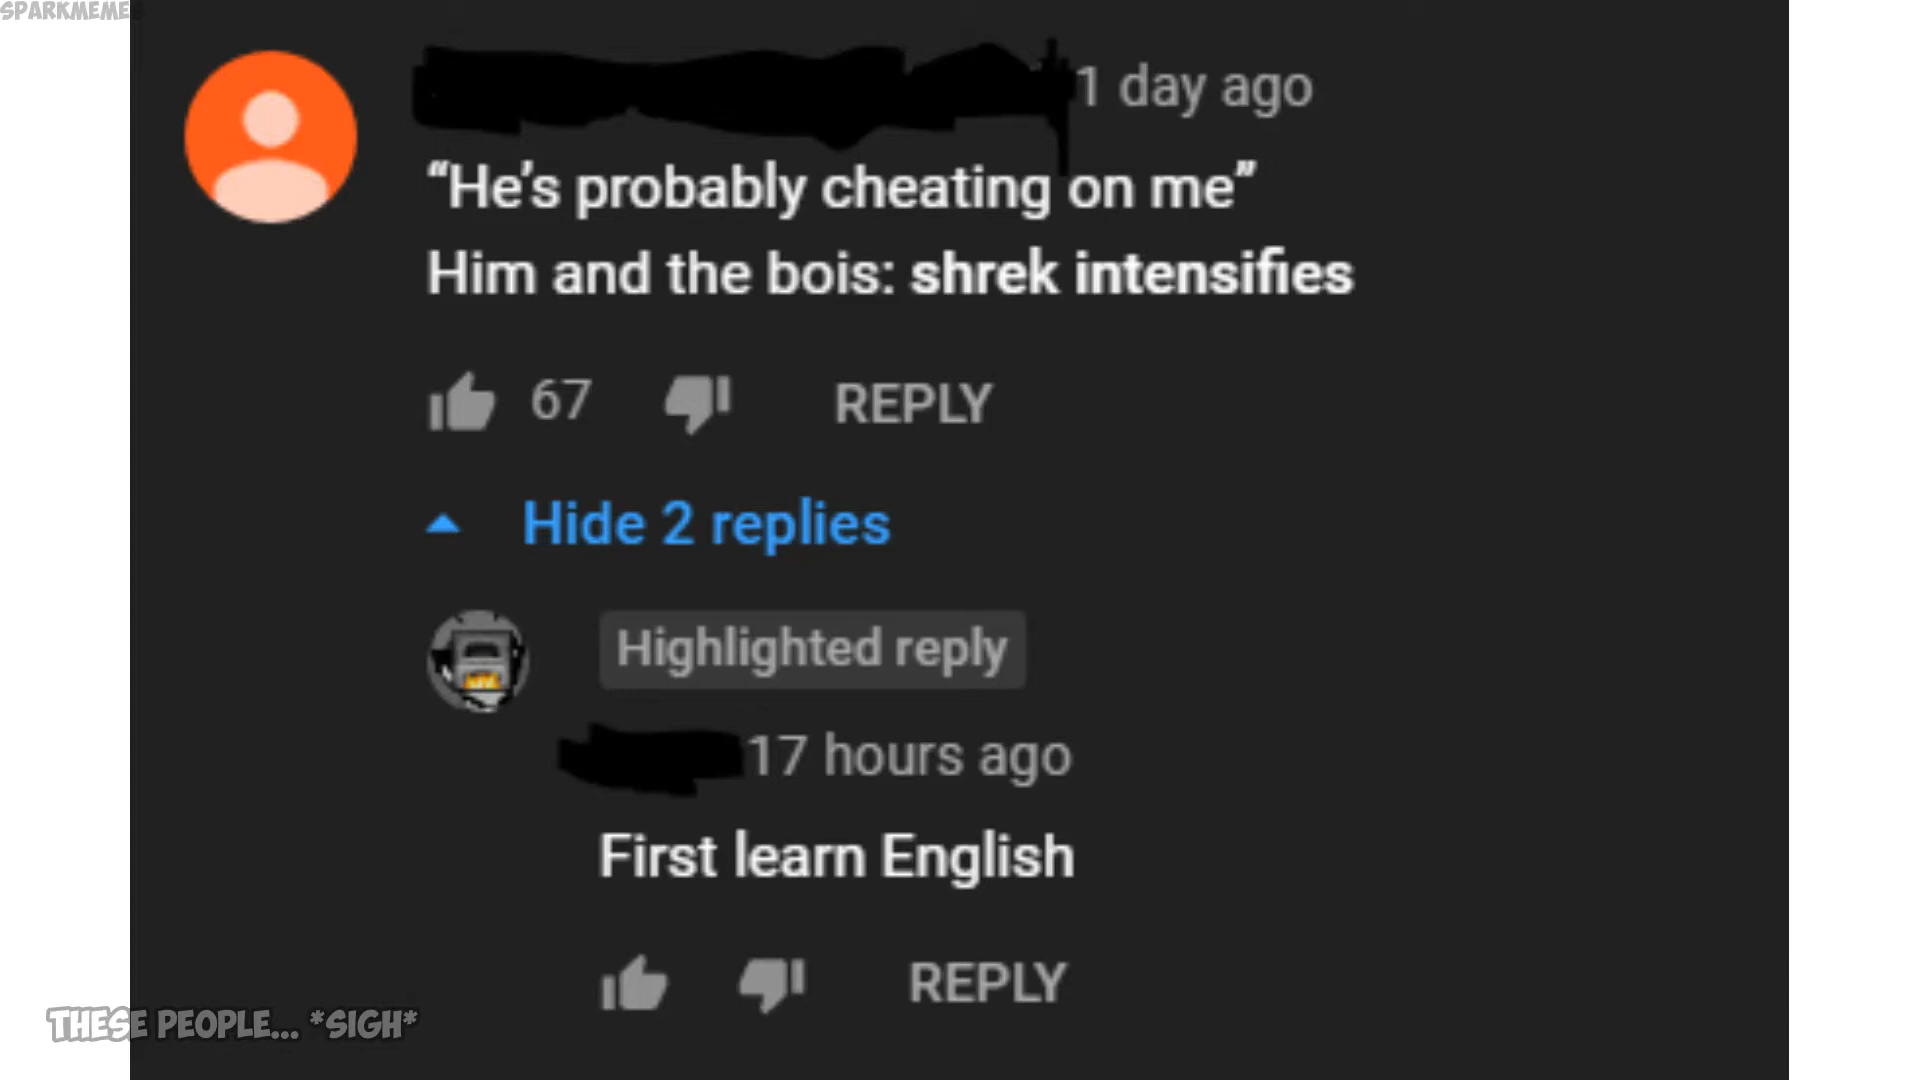 SPARKMEME
1 day ago
“He’s probably cheating on me”
Him and the bois: shrek intensifies
67 REPLY
Hide 2 replies
Highlighted reply
17 hours ago
First learn English
REPLY
THESE PEOPLE... *SIGH*